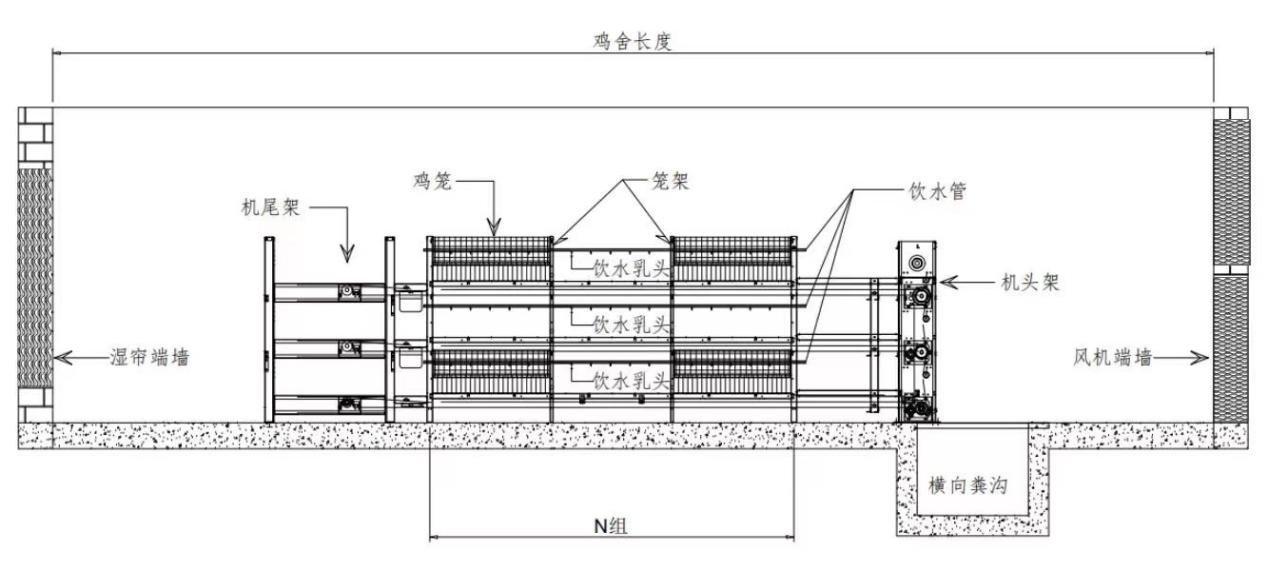 鸡舍长度
鸡笼
笼架
饮水管
机尾架
饮水乳头
机头架
饮水乳头
湿帘端墙
风机端墙
饮水乳头
横向粪沟
N组